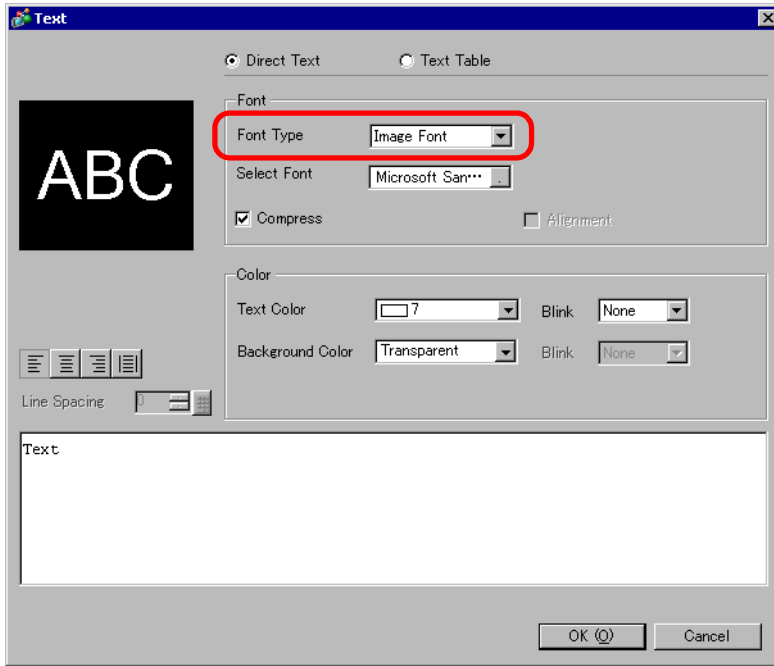 Text
Direct Text Text Table
Font
Font Type Image Font
Select Font Microsoft San… .
Compress Alignment
ABC
Color
Text Color 7 Blink None
Background Color Transparent Blink None
Line Spacing 0
Text
OK (O) Cancel